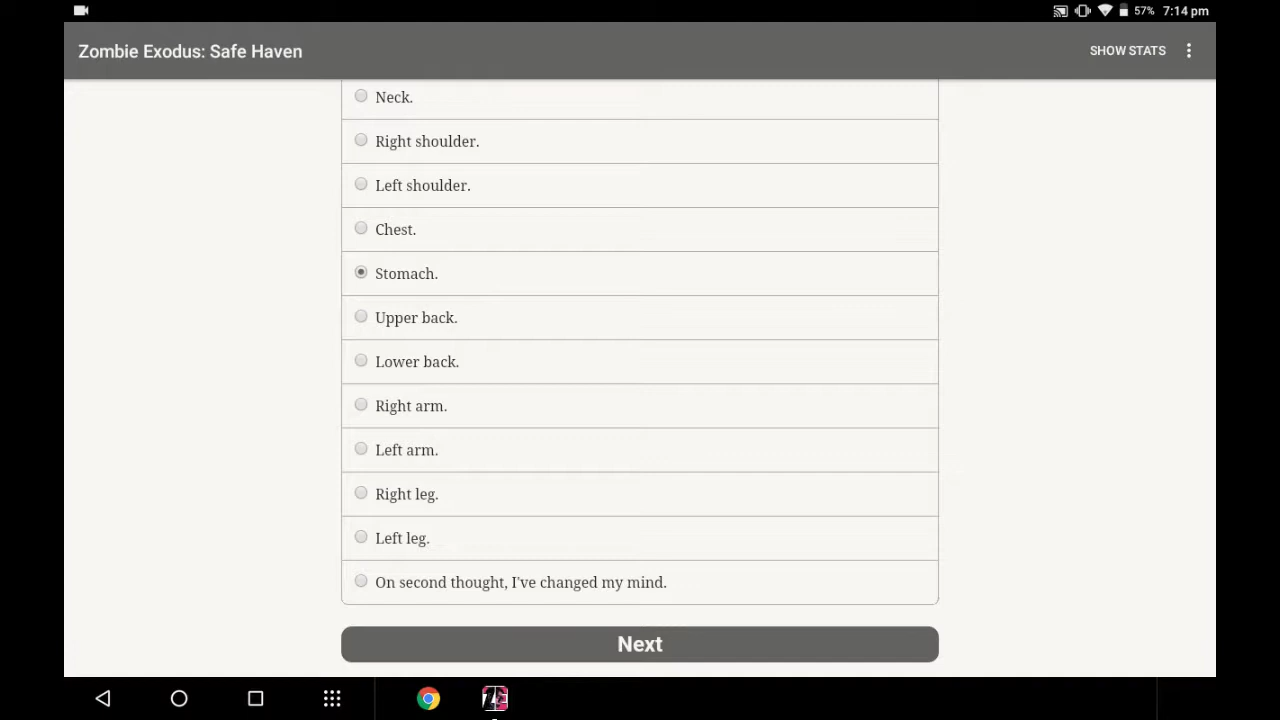 57% 7:14 pm
Zombie Exodus: Safe Haven SHOW STATS
Neck.
Right shoulder.
Left shoulder.
Chest.
Stomach.
Upper back.
Lower back.
Right arm.
Left arm.
Right leg.
Left leg.
On second thought, I've changed my mind.
Next
ZE